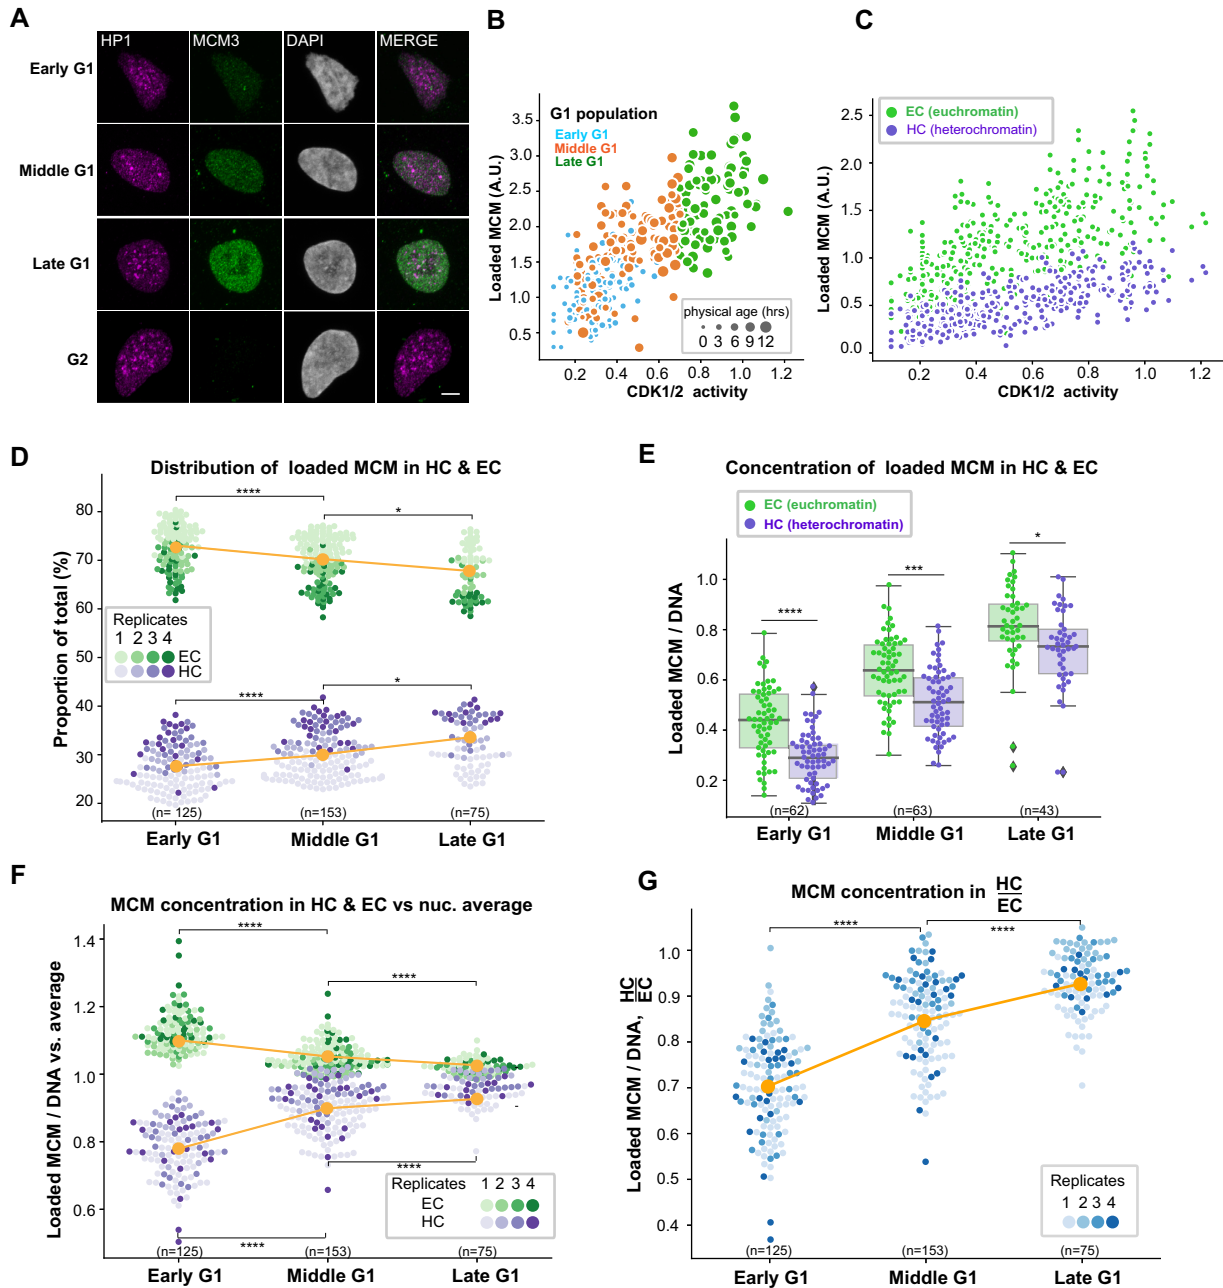 A
HP1 MCM3 DAPI MERGE
Early G1
Middle G1
Late G1
G2
B
G1 population
Early G1
Middle G1
Late G1
Loaded MCM (A.U.)
3.5
3.0
2.5
2.0
1.5
1.0
0.5
physical age (hrs)
0 3 6 9 12
0.2 0.4 0.6 0.8 1.0 1.2
CDK1/2 activity
C
EC (euchromatin)
HC (heterochromatin)
Loaded MCM (A.U.)
2.5
2.0
1.5
1.0
0.5
0.0
0.2 0.4 0.6 0.8 1.0 1.2
CDK1/2 activity
D
Distribution of loaded MCM in HC & EC
**** *
Proportion of total (%)
80
70
60
50
40
30
20
Replicates
1 2 3 4
EC
HC
**** *
(n= 125) (n=153) (n=75)
Early G1 Middle G1 Late G1
E
Concentration of loaded MCM in HC & EC
EC (euchromatin)
HC (heterochromatin)
**** *** *
Loaded MCM / DNA
1.0
0.8
0.6
0.4
0.2
(n=62) (n=63) (n=43)
Early G1 Middle G1 Late G1
F
MCM concentration in HC & EC vs nuc. average
****
****
Loaded MCM / DNA vs. average
1.4
1.2
1.0
0.8
0.6
****
****
Replicates 1 2 3 4
EC
HC
(n=125) (n=153) (n=75)
Early G1 Middle G1 Late G1
G
MCM concentration in HC
EC
**** ****
Loaded MCM / DNA, HC
EC
1.0
0.9
0.8
0.7
0.6
0.5
0.4
Replicates
1 2 3 4
(n=125) (n=153) (n=75)
Early G1 Middle G1 Late G1